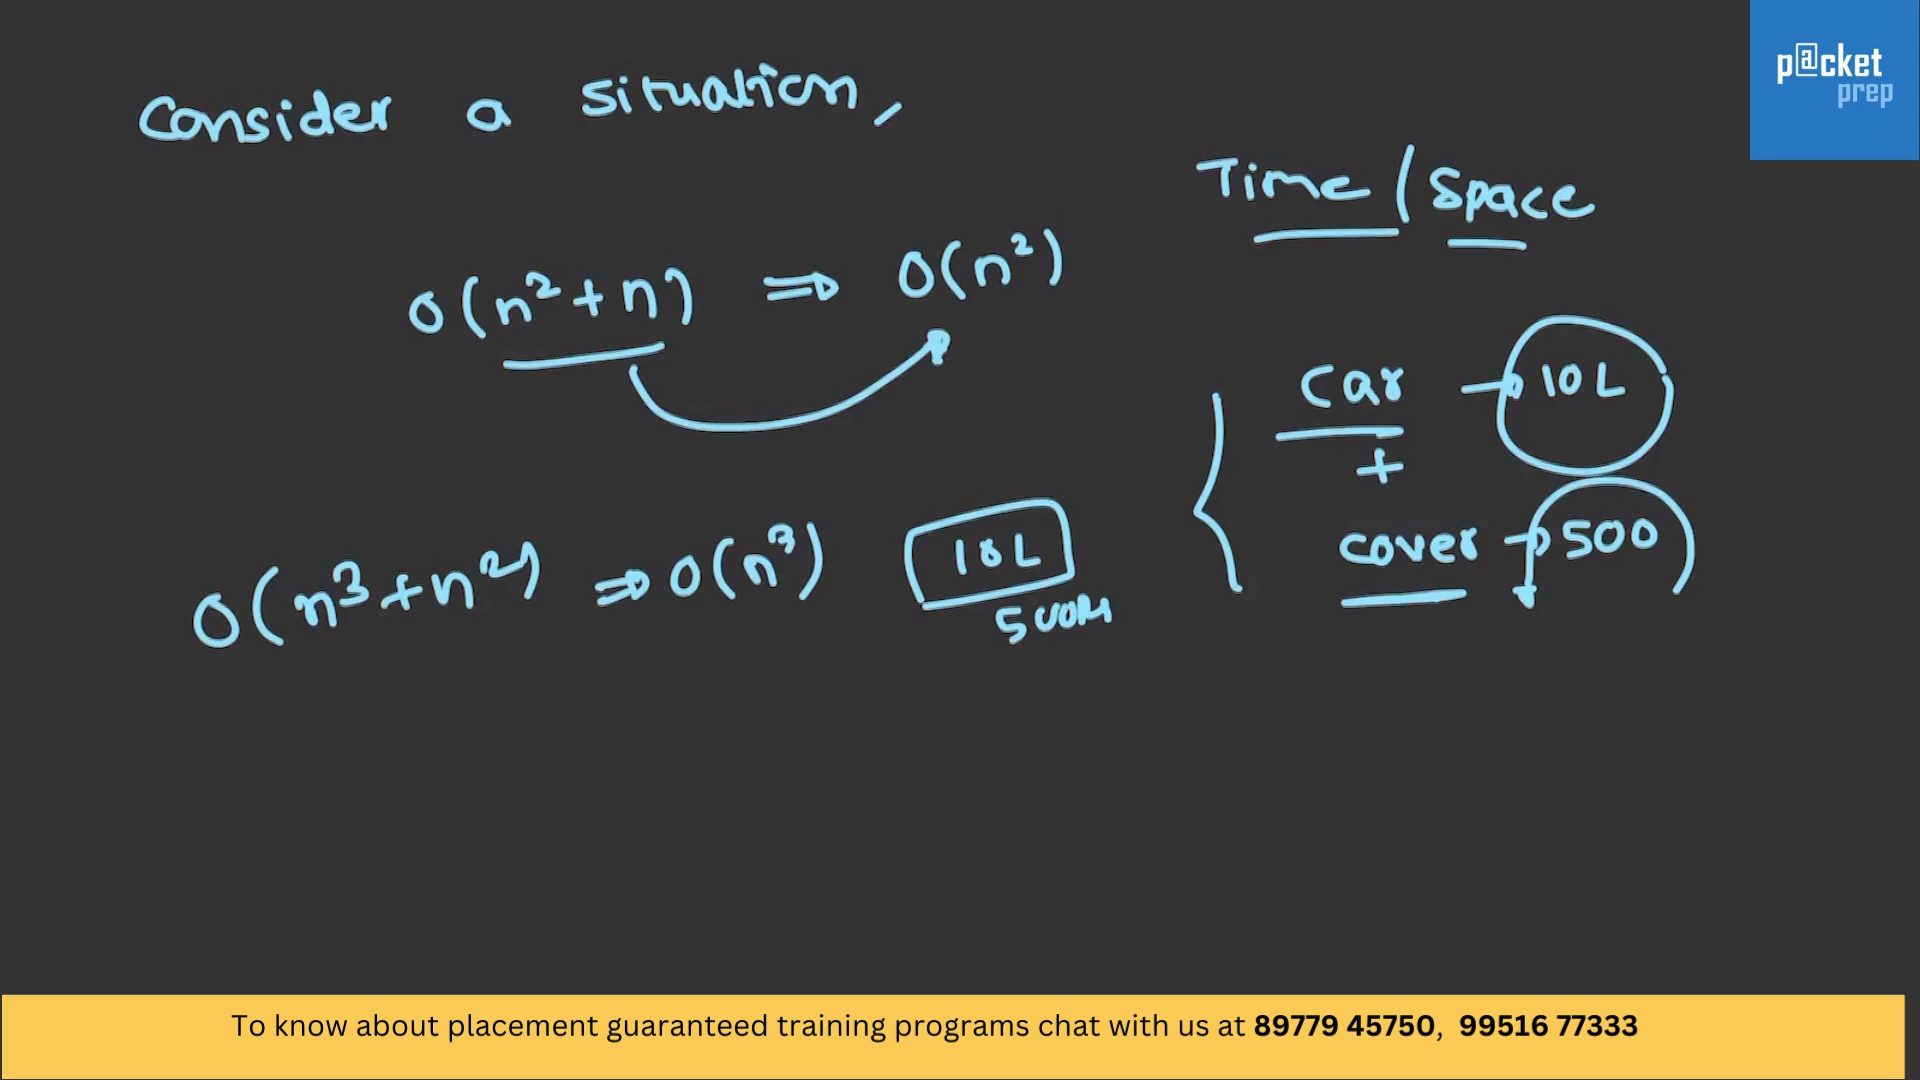 Consider a situation,
O(n²+n) ⇒ O(n²)
O(n³+n²) ⇒ O(n³)
10L
Time / Space
Car → 10L
+
cover → 500
p@cket
prep
To know about placement guaranteed training programs chat with us at 89779 45750, 99516 77333